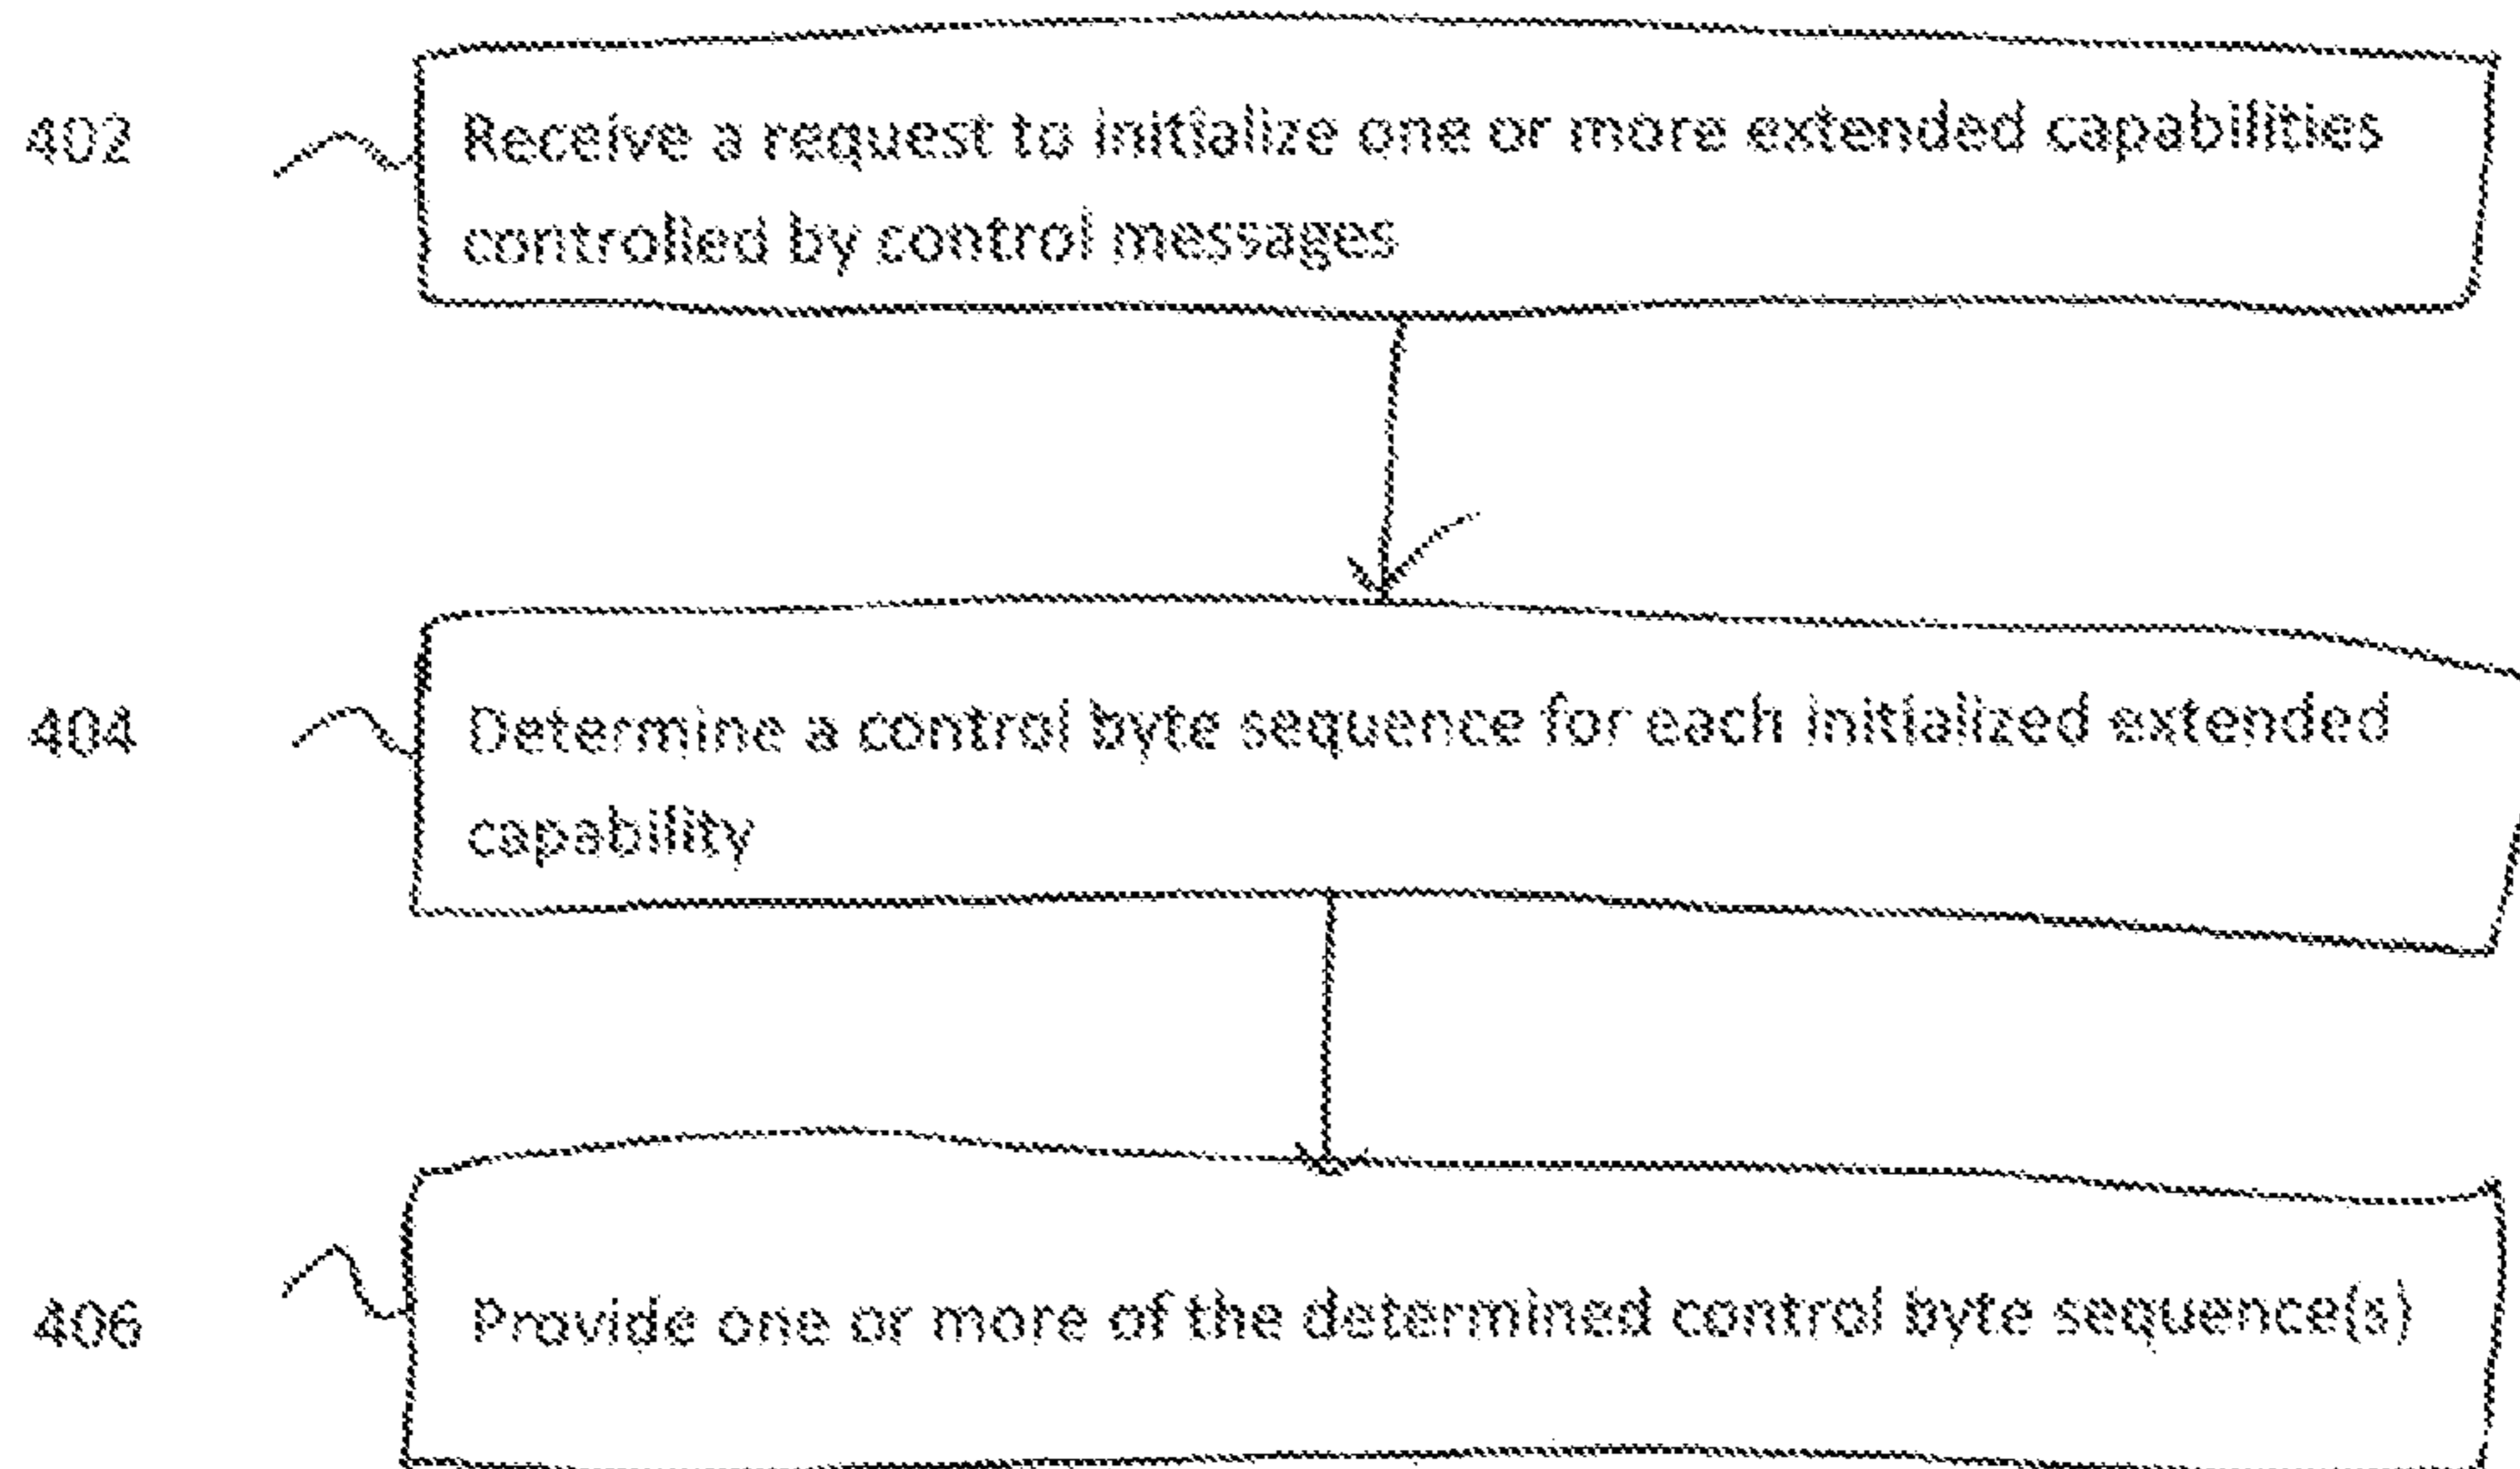 402
Receive a request to initialize one or more extended capabilities
controlled by control messages
404
Determine a control byte sequence for each initialized extended
capability
406
Provide one or more of the determined control byte sequence(s)